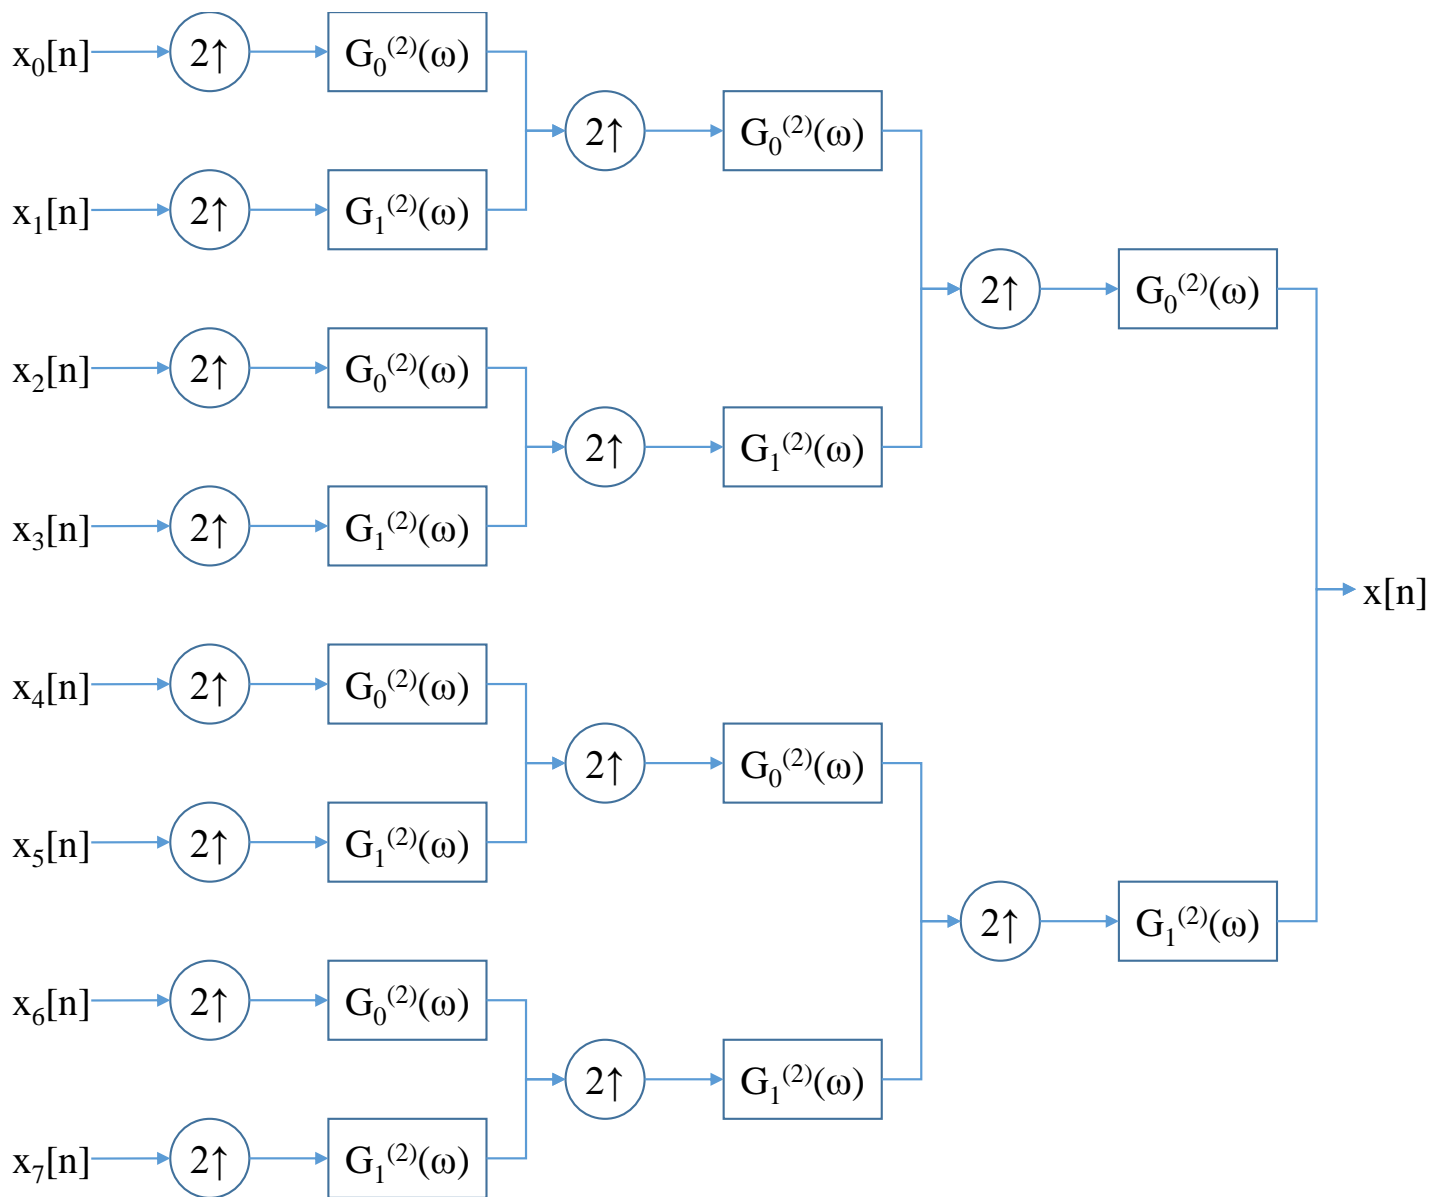 x₀[n] 2↑ G₀⁽²⁾(ω)
2↑ G₀⁽²⁾(ω)
x₁[n] 2↑ G₁⁽²⁾(ω)
2↑ G₀⁽²⁾(ω)
x₂[n] 2↑ G₀⁽²⁾(ω)
2↑ G₁⁽²⁾(ω)
x₃[n] 2↑ G₁⁽²⁾(ω)
x[n]
x₄[n] 2↑ G₀⁽²⁾(ω)
2↑ G₀⁽²⁾(ω)
x₅[n] 2↑ G₁⁽²⁾(ω)
2↑ G₁⁽²⁾(ω)
x₆[n] 2↑ G₀⁽²⁾(ω)
2↑ G₁⁽²⁾(ω)
x₇[n] 2↑ G₁⁽²⁾(ω)